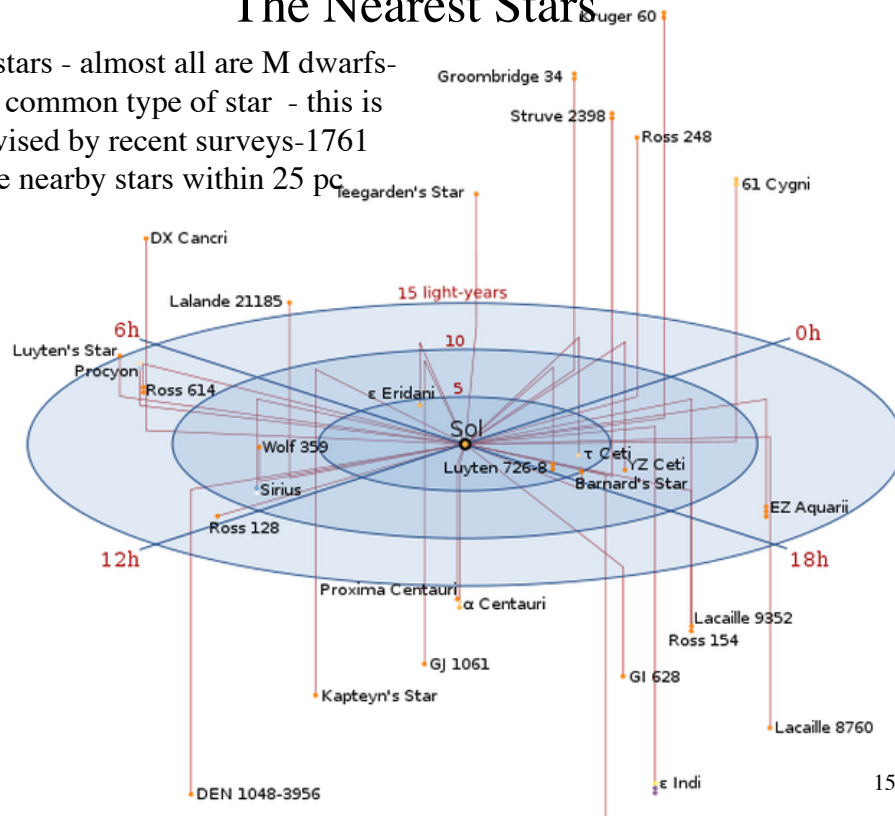 The Nearest Stars
stars - almost all are M dwarfs-
common type of star - this is
vised by recent surveys-1761
e nearby stars within 25 pc
Kruger 60
Groombridge 34
Struve 2398
Ross 248
61 Cygni
Teegarden's Star
DX Cancri
Lalande 21185
15 light-years
6h
0h
10
Luyten's Star
Procyon
Ross 614
ε Eridani
5
Sol
Wolf 359
τ Ceti
Luyten 726-8
YZ Ceti
Barnard's Star
Sirius
EZ Aquarii
Ross 128
12h
18h
Proxima Centauri
α Centauri
Lacaille 9352
Ross 154
GJ 1061
GI 628
Kapteyn's Star
Lacaille 8760
ε Indi
15
DEN 1048-3956